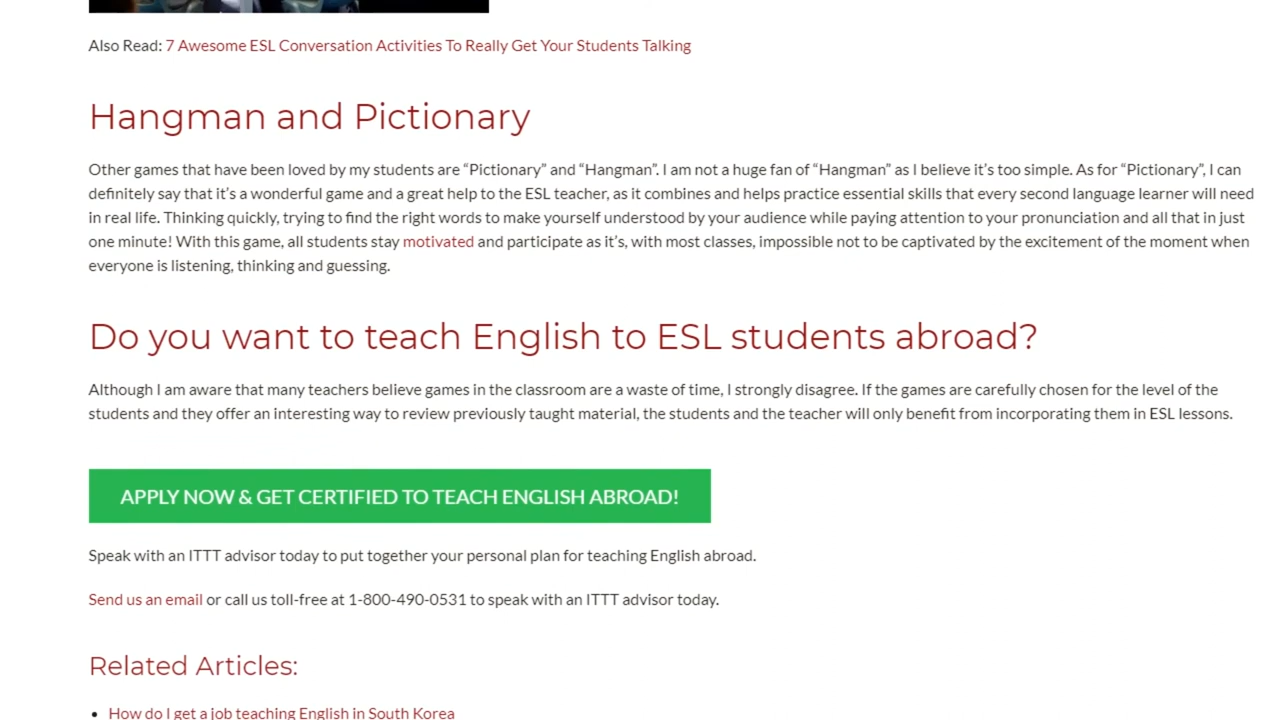 Also Read: 7 Awesome ESL Conversation Activities To Really Get Your Students Talking
Hangman and Pictionary
Other games that have been loved by my students are “Pictionary” and “Hangman”. I am not a huge fan of “Hangman” as I believe it’s too simple. As for “Pictionary”, I can
definitely say that it’s a wonderful game and a great help to the ESL teacher, as it combines and helps practice essential skills that every second language learner will need
in real life. Thinking quickly, trying to find the right words to make yourself understood by your audience while paying attention to your pronunciation and all that in just
one minute! With this game, all students stay motivated and participate as it’s, with most classes, impossible not to be captivated by the excitement of the moment when
everyone is listening, thinking and guessing.
Do you want to teach English to ESL students abroad?
Although I am aware that many teachers believe games in the classroom are a waste of time, I strongly disagree. If the games are carefully chosen for the level of the
students and they offer an interesting way to review previously taught material, the students and the teacher will only benefit from incorporating them in ESL lessons.
APPLY NOW & GET CERTIFIED TO TEACH ENGLISH ABROAD!
Speak with an ITTT advisor today to put together your personal plan for teaching English abroad.
Send us an email or call us toll-free at 1-800-490-0531 to speak with an ITTT advisor today.
Related Articles:
• How do I get a job teaching English in South Korea